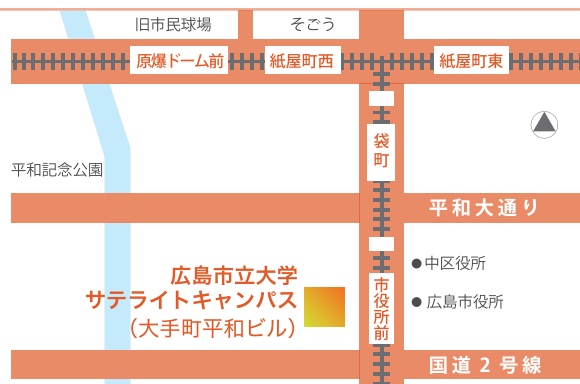 旧市民球場
そごう
原爆ドーム前
紙屋町西
紙屋町東
袋町
平和記念公園
平和大通り
中区役所
広島市立大学
サテライトキャンパス
(大手町平和ビル)
市役所前
広島市役所
国道2号線